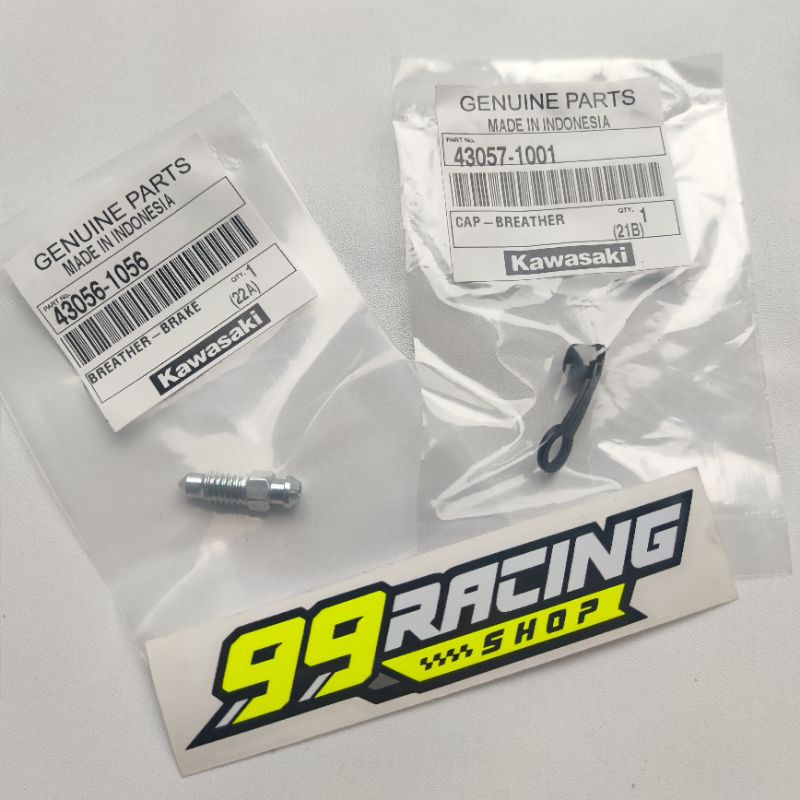 GENUINE PARTS
MADE IN INDONESIA
PART No.
43056-1056
BREATHER-BRAKE
QTY. 1
(22A)
Kawasaki
GENUINE PARTS
MADE IN INDONESIA
PART No.
43057-1001
CAP-BREATHER
QTY. 1
(21B)
Kawasaki
99RACING
SHOP